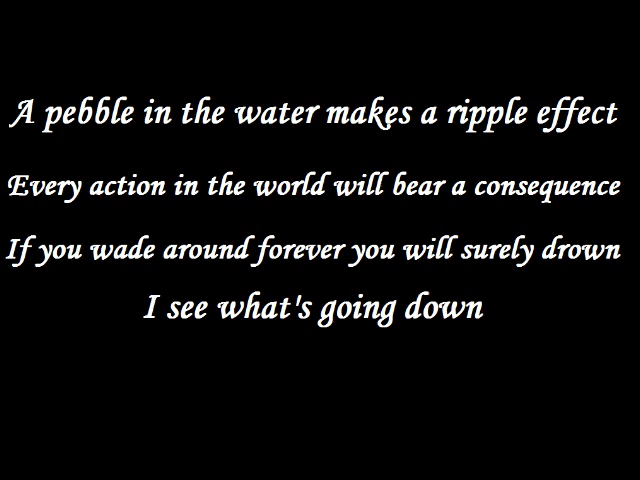 A pebble in the water makes a ripple effect
Every action in the world will bear a consequence
If you wade around forever you will surely drown
I see what's going down